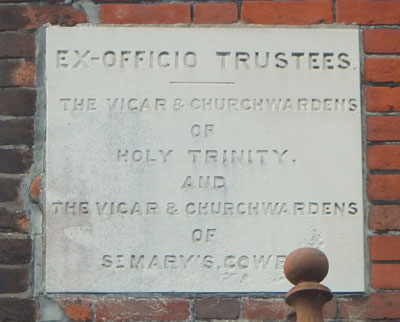 EX-OFFICIO TRUSTEES.
THE VICAR & CHURCHWARDENS
OF
HOLY TRINITY.
AND
THE VICAR & CHURCHWARDENS
OF
ST MARY'S, COWES